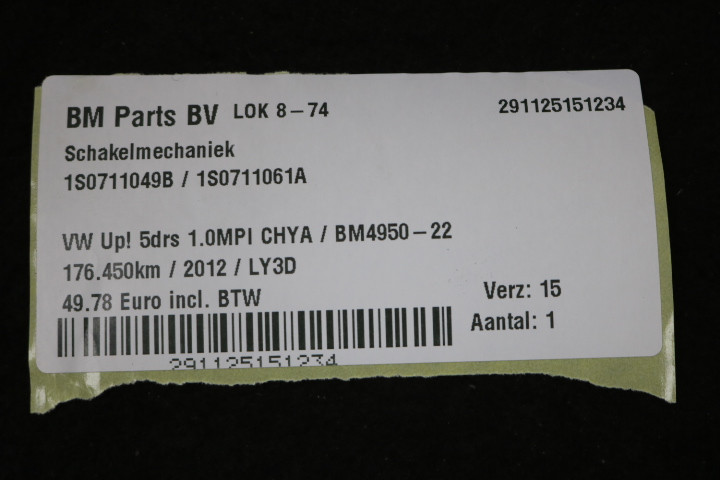 BM Parts BV LOK 8-74 291125151234
Schakelmechaniek
1S0711049B / 1S0711061A
VW Up! 5drs 1.0MPI CHYA / BM4950-22
176.450km / 2012 / LY3D
49.78 Euro incl. BTW Verz: 15
Aantal: 1
291125151234